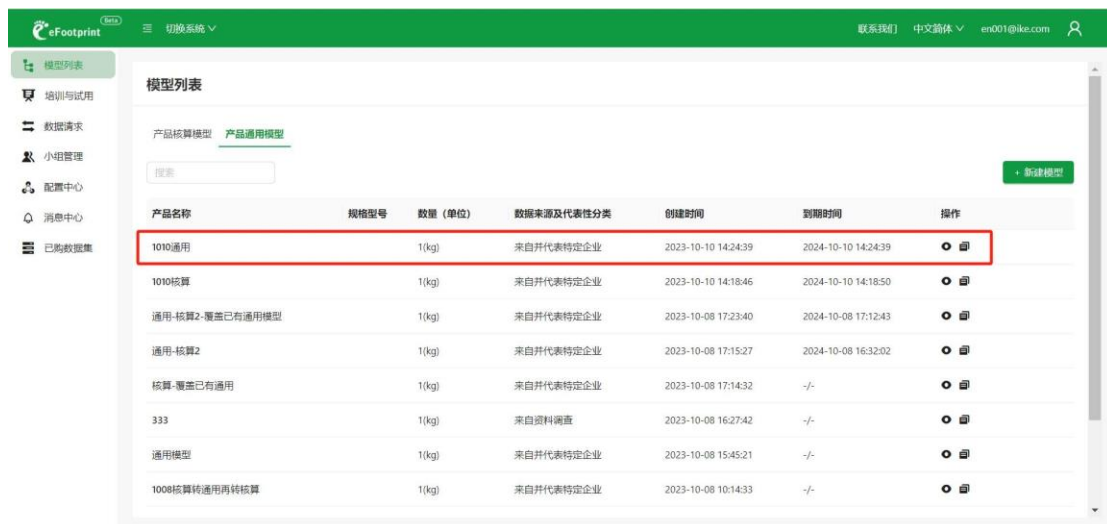 eFootprint (Beta) 切换系统 联系我们 中文简体 en001@ike.com
模型列表
培训与试用
数据请求
小组管理
配置中心
消息中心
已购数据集
模型列表
产品核算模型 产品通用模型
搜索 + 新建模型
产品名称 规格型号 数量（单位） 数据来源及代表性分类 创建时间 到期时间 操作
1010通用 1(kg) 来自并代表特定企业 2023-10-10 14:24:39 2024-10-10 14:24:39
1010核算 1(kg) 来自并代表特定企业 2023-10-10 14:18:46 2024-10-10 14:18:50
通用-核算2-覆盖已有通用模型 1(kg) 来自并代表特定企业 2023-10-08 17:23:40 2024-10-08 17:12:43
通用-核算2 1(kg) 来自并代表特定企业 2023-10-08 17:15:27 2024-10-08 16:32:02
核算-覆盖已有通用 1(kg) 来自并代表特定企业 2023-10-08 17:14:32 -/-
333 1(kg) 来自资料调查 2023-10-08 16:27:42 -/-
通用模型 1(kg) 来自并代表特定企业 2023-10-08 15:45:21 -/-
1008核算转通用再转核算 1(kg) 来自并代表特定企业 2023-10-08 10:14:33 -/-